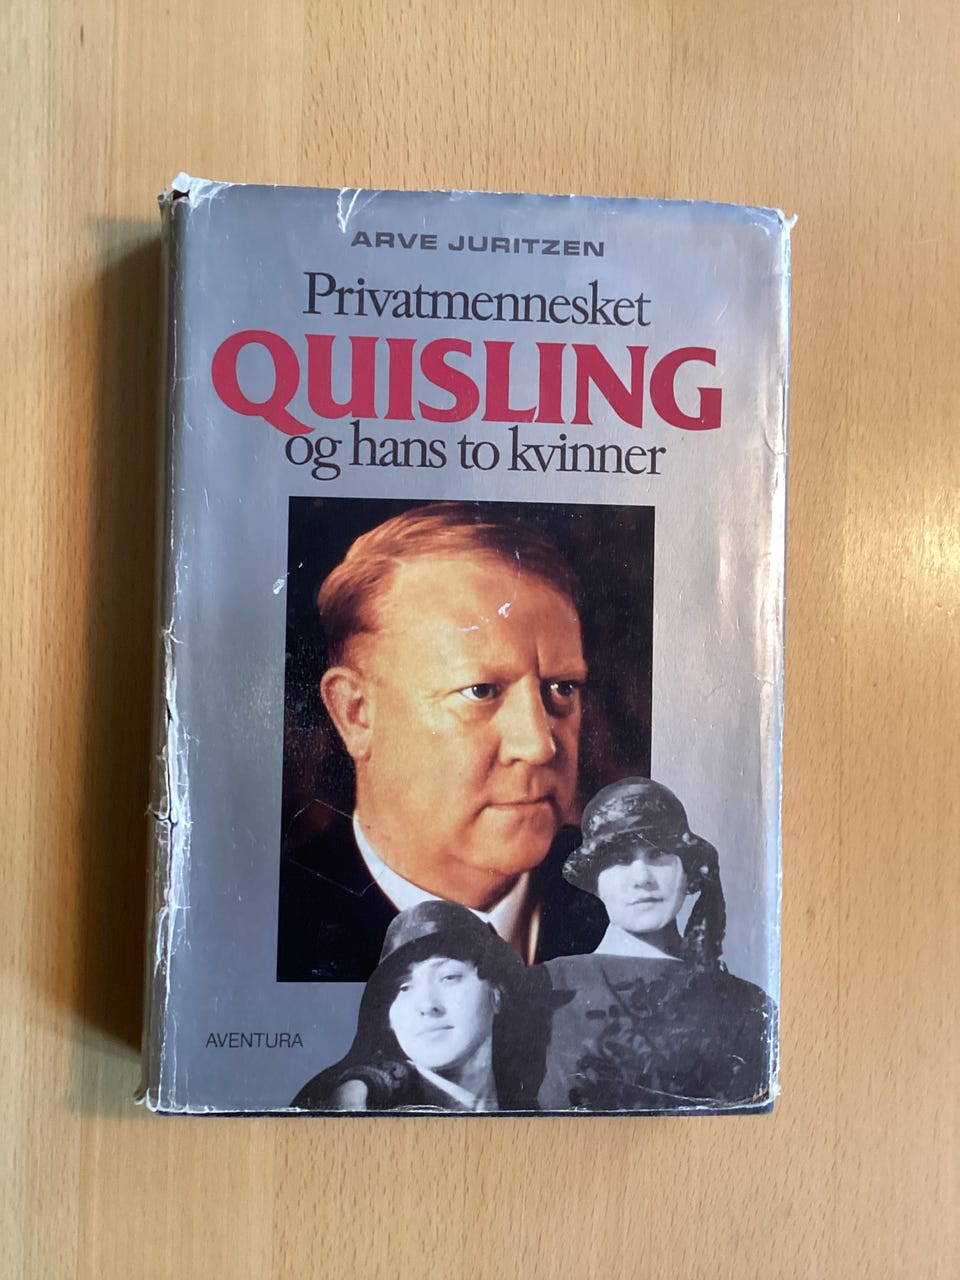 ARVE JURITZEN
Privatmennesket
QUISLING
og hans to kvinner
AVENTURA